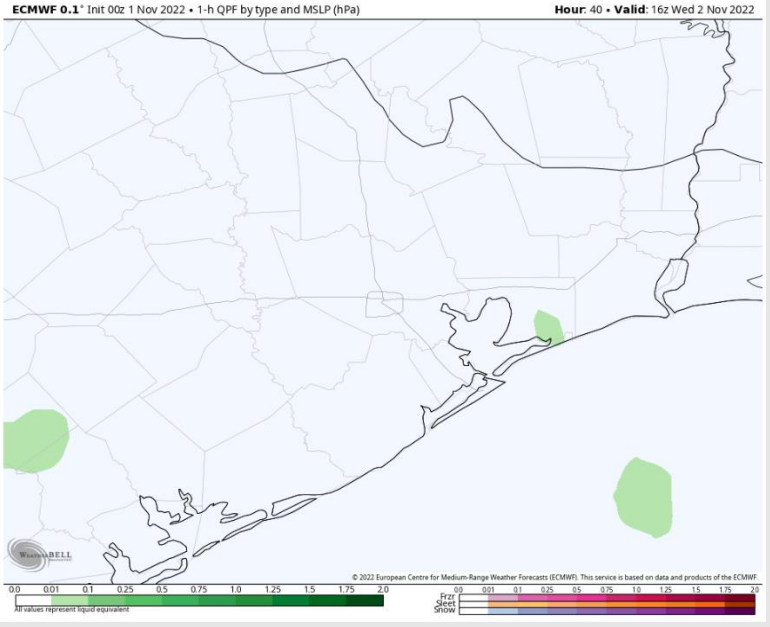 ECMWF 0.1° Init 00z 1 Nov 2022 • 1-h QPF by type and MSLP (hPa)
Hour: 40 • Valid: 16z Wed 2 Nov 2022
WeatherBELL
© 2022 European Centre for Medium-Range Weather Forecasts (ECMWF). This service is based on data and products of the ECMWF.
0.0 0.01 0.1 0.25 0.5 0.75 1.0 1.25 1.5 1.75 2.0
All values represent liquid equivalent
0.0 0.01 0.1 0.25 0.5 0.75 1.0 1.25 1.5 1.75 2.0
Frzr
Sleet
Snow